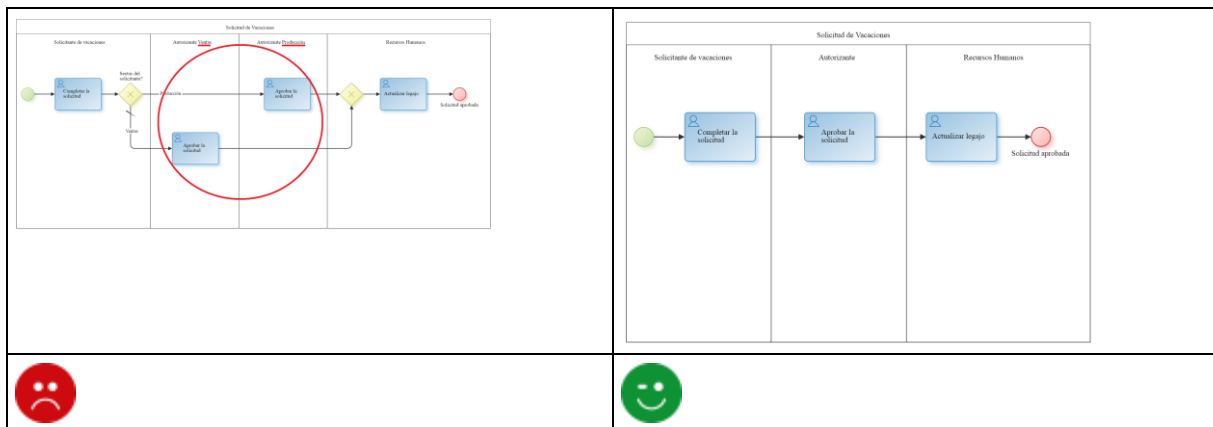 Solicitud de Vacaciones
Solicitante de vacaciones
Autorizante Ventas
Autorizante Producción
Recursos Humanos
Completar la
solicitud
Sector del
solicitante?
Producción
Ventas
Aprobar la
solicitud
Aprobar la
solicitud
Actualizar legajo
Solicitud aprobada
Solicitud de Vacaciones
Solicitante de vacaciones
Autorizante
Recursos Humanos
Completar la
solicitud
Aprobar la
solicitud
Actualizar legajo
Solicitud aprobada